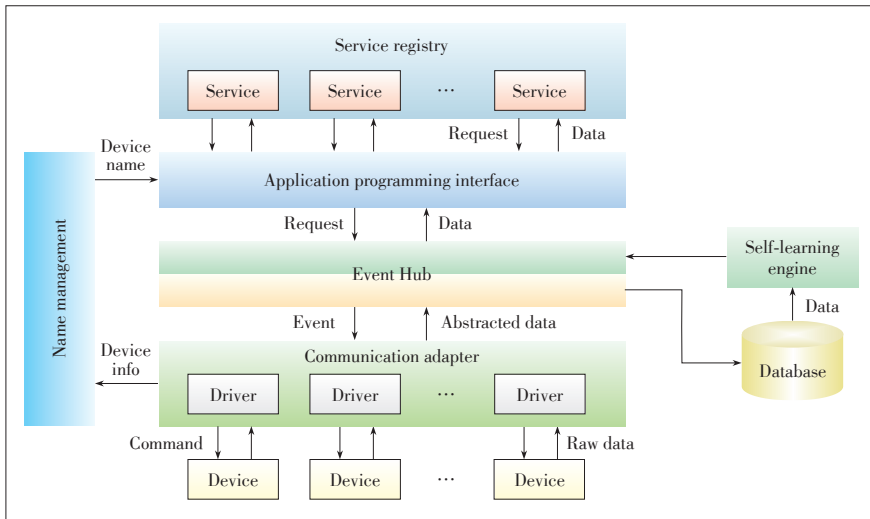 Service registry
Service
Service
...
Service
Request
Data
Device
name
Application programming interface
Request
Data
Name management
Event Hub
Self-learning
engine
Event
Abstracted data
Data
Device
info
Communication adapter
Database
Driver
Driver
...
Driver
Command
Raw data
Device
Device
...
Device